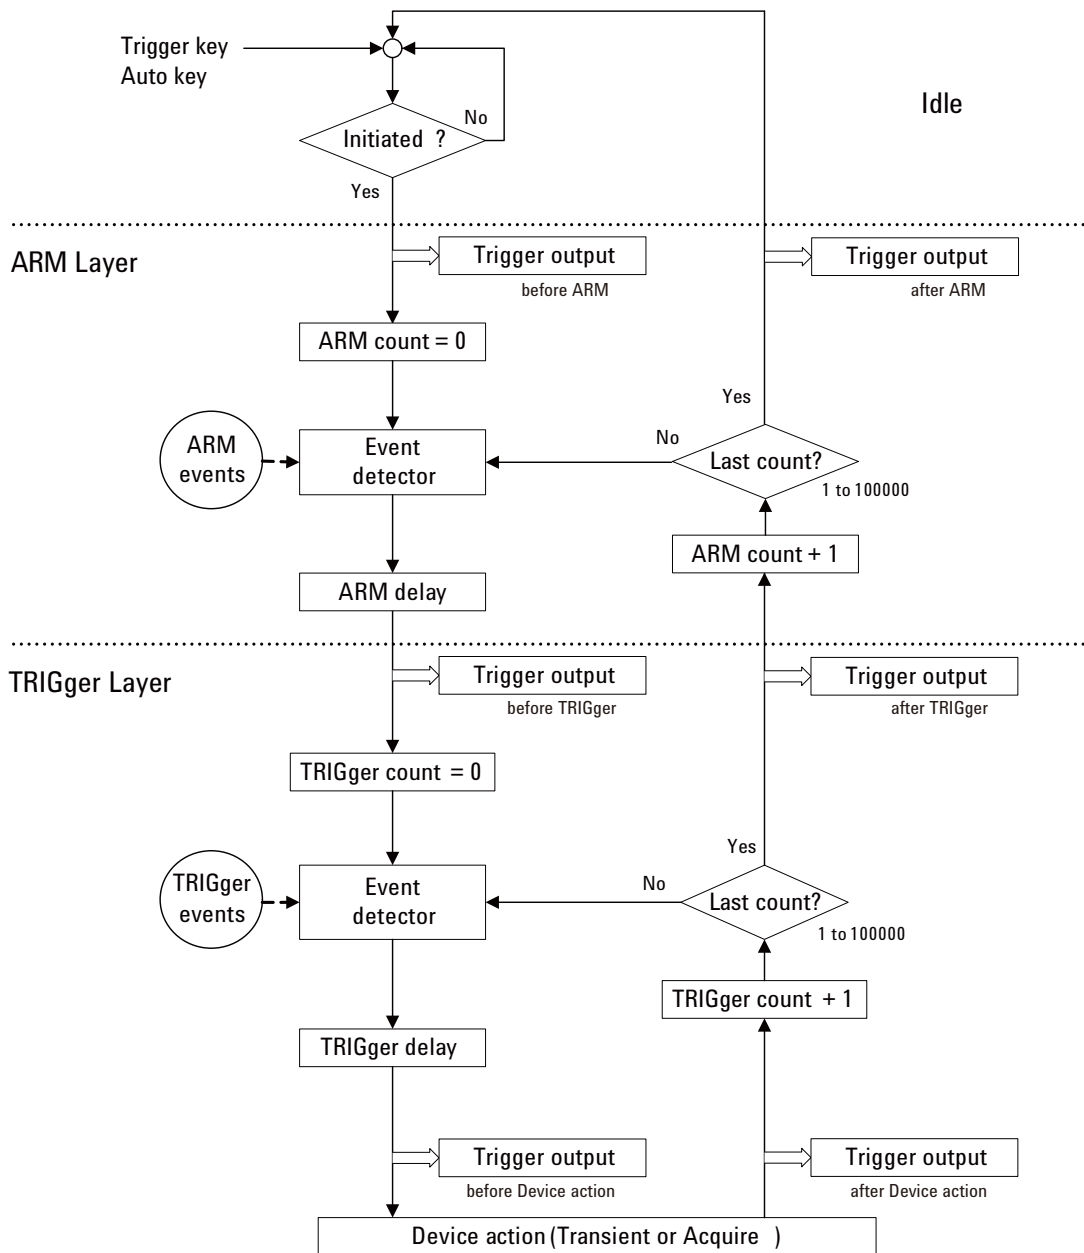 Trigger key
Auto key
Idle
No
Initiated ?
Yes
ARM Layer
Trigger output
before ARM
Trigger output
after ARM
ARM count = 0
Yes
ARM
events
Event
detector
No
Last count?
1 to 100000
ARM count + 1
ARM delay
TRIGger Layer
Trigger output
before TRIGger
Trigger output
after TRIGger
TRIGger count = 0
Yes
TRIGger
events
Event
detector
No
Last count?
1 to 100000
TRIGger count + 1
TRIGger delay
Trigger output
before Device action
Trigger output
after Device action
Device action (Transient or Acquire )